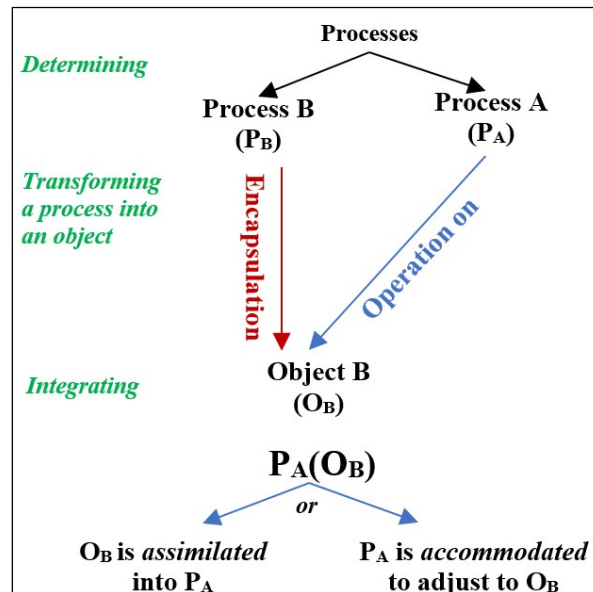 Processes
Determining
Process B
(PB)
Process A
(PA)
Transforming
a process into
an object
Encapsulation
Operation on
Object B
(OB)
Integrating
PA(OB)
or
OB is assimilated
into PA
PA is accommodated
to adjust to OB